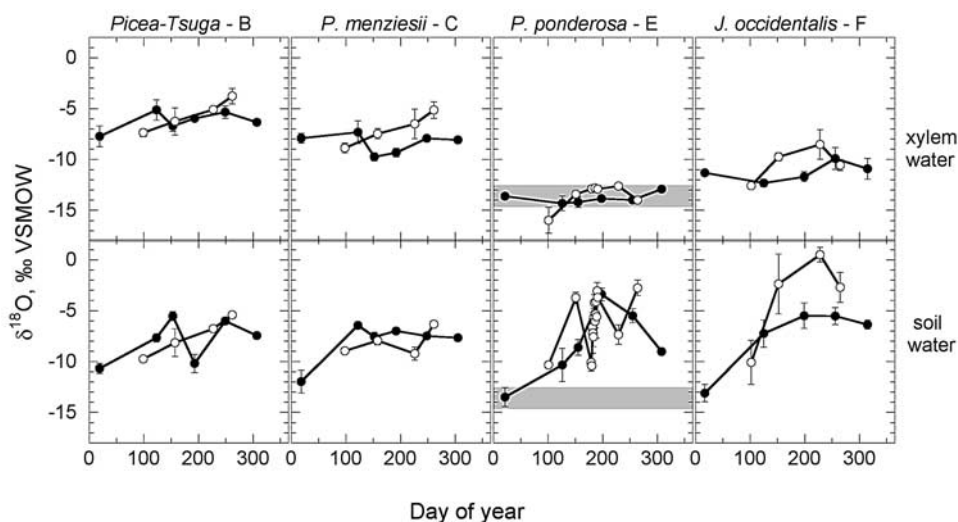 Picea-Tsuga - B P. menziesii - C P. ponderosa - E J. occidentalis - F
0
-5
-10
-15
xylem
water
0
-5
-10
-15
soil
water
δ18O, ‰ VSMOW
0 100 200 300 0 100 200 300 0 100 200 300 0 100 200 300
Day of year